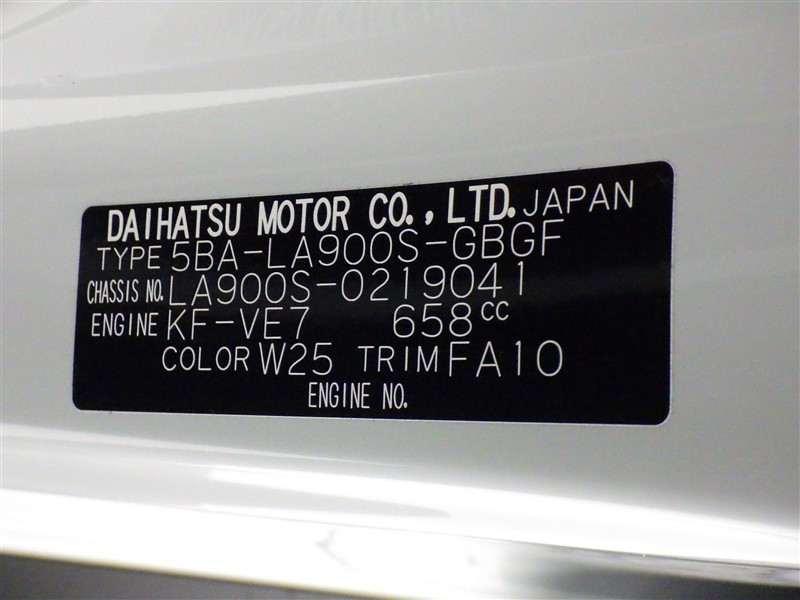 DAIHATSU MOTOR CO., LTD. JAPAN
TYPE 5BA-LA900S-GBGF
CHASSIS NO. LA900S-0219041
ENGINE KF-VE7 658cc
COLOR W25 TRIM FA10
ENGINE NO.